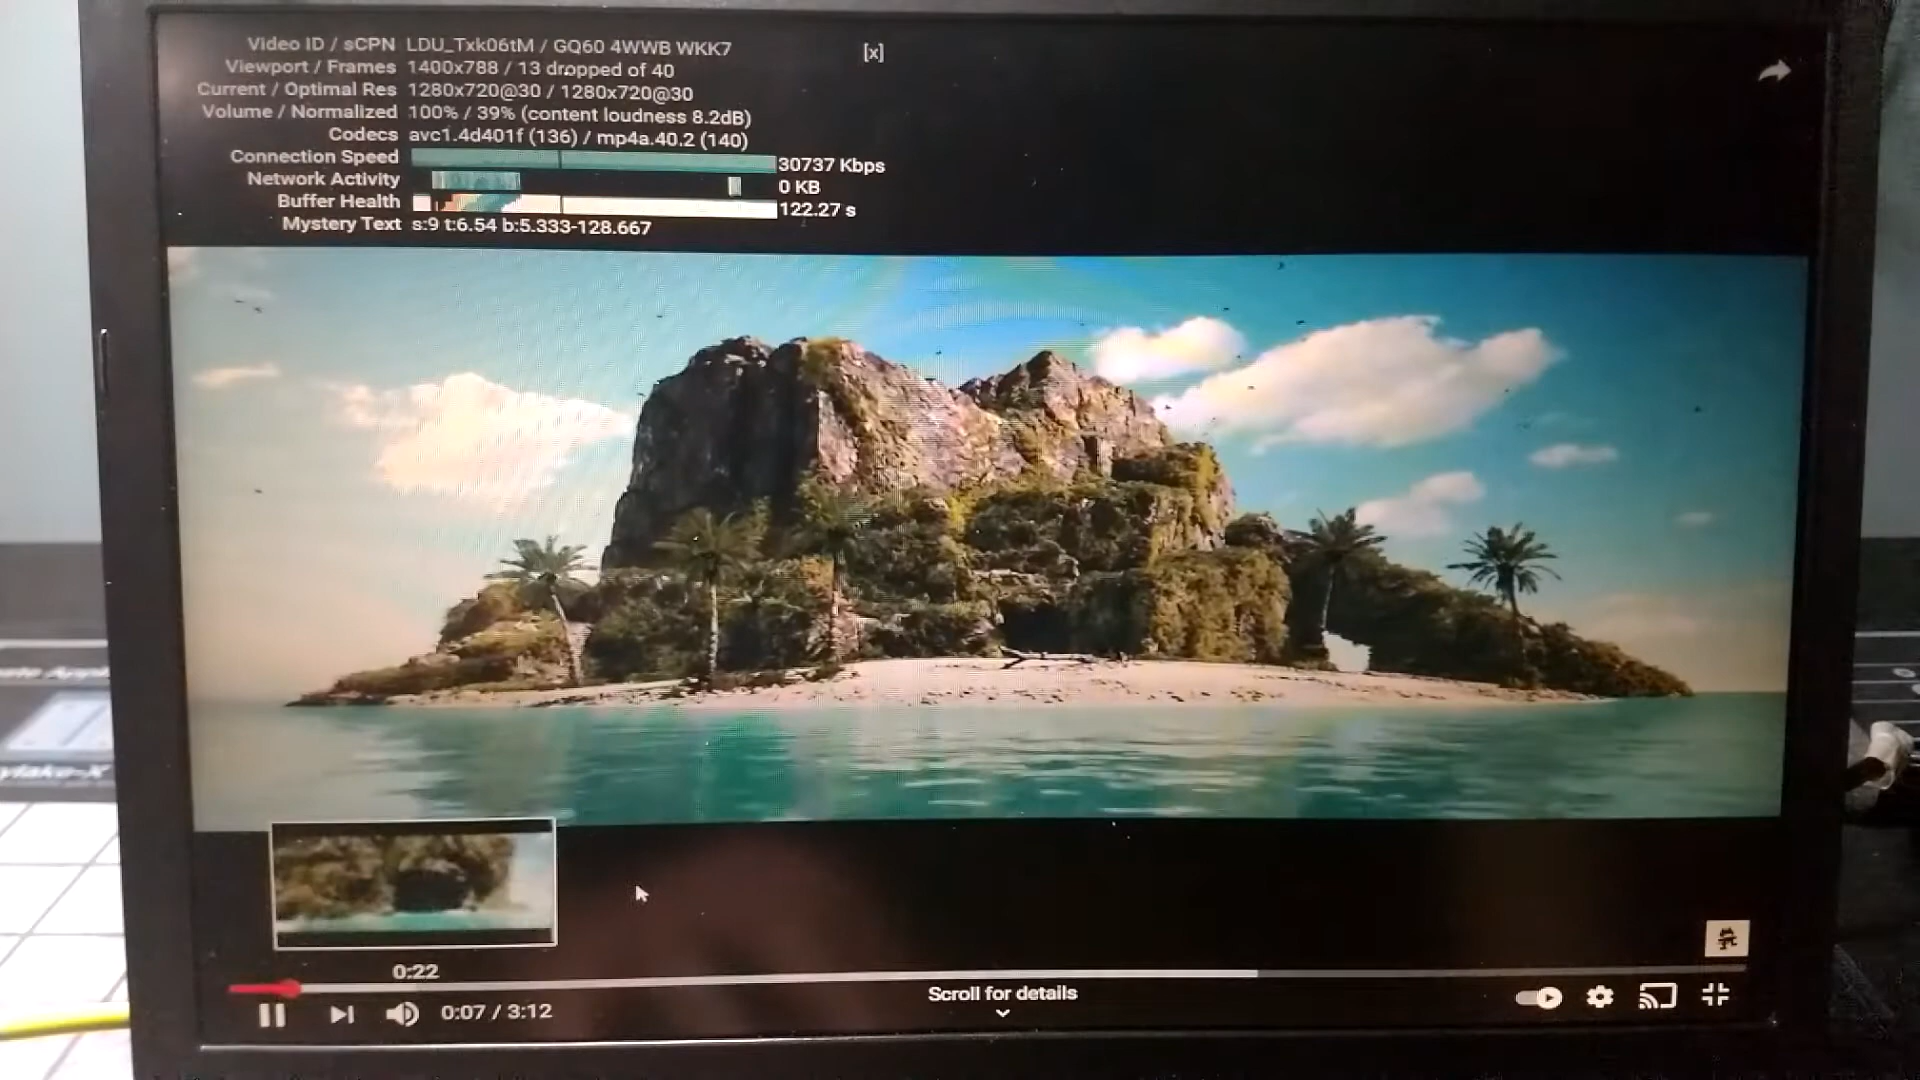 Video ID / sCPN LDU_Txk06tM / GQ60 4WWB WKK7
[x]
Viewport / Frames 1400x788 / 13 dropped of 40
Current / Optimal Res 1280x720@30 / 1280x720@30
Volume / Normalized 100% / 39% (content loudness 8.2dB)
Codecs avc1.4d401f (136) / mp4a.40.2 (140)
Connection Speed 30737 Kbps
Network Activity 0 KB
Buffer Health 122.27 s
Mystery Text s:9 t:6.54 b:5.333-128.667
0:22
Scroll for details
0:07 / 3:12